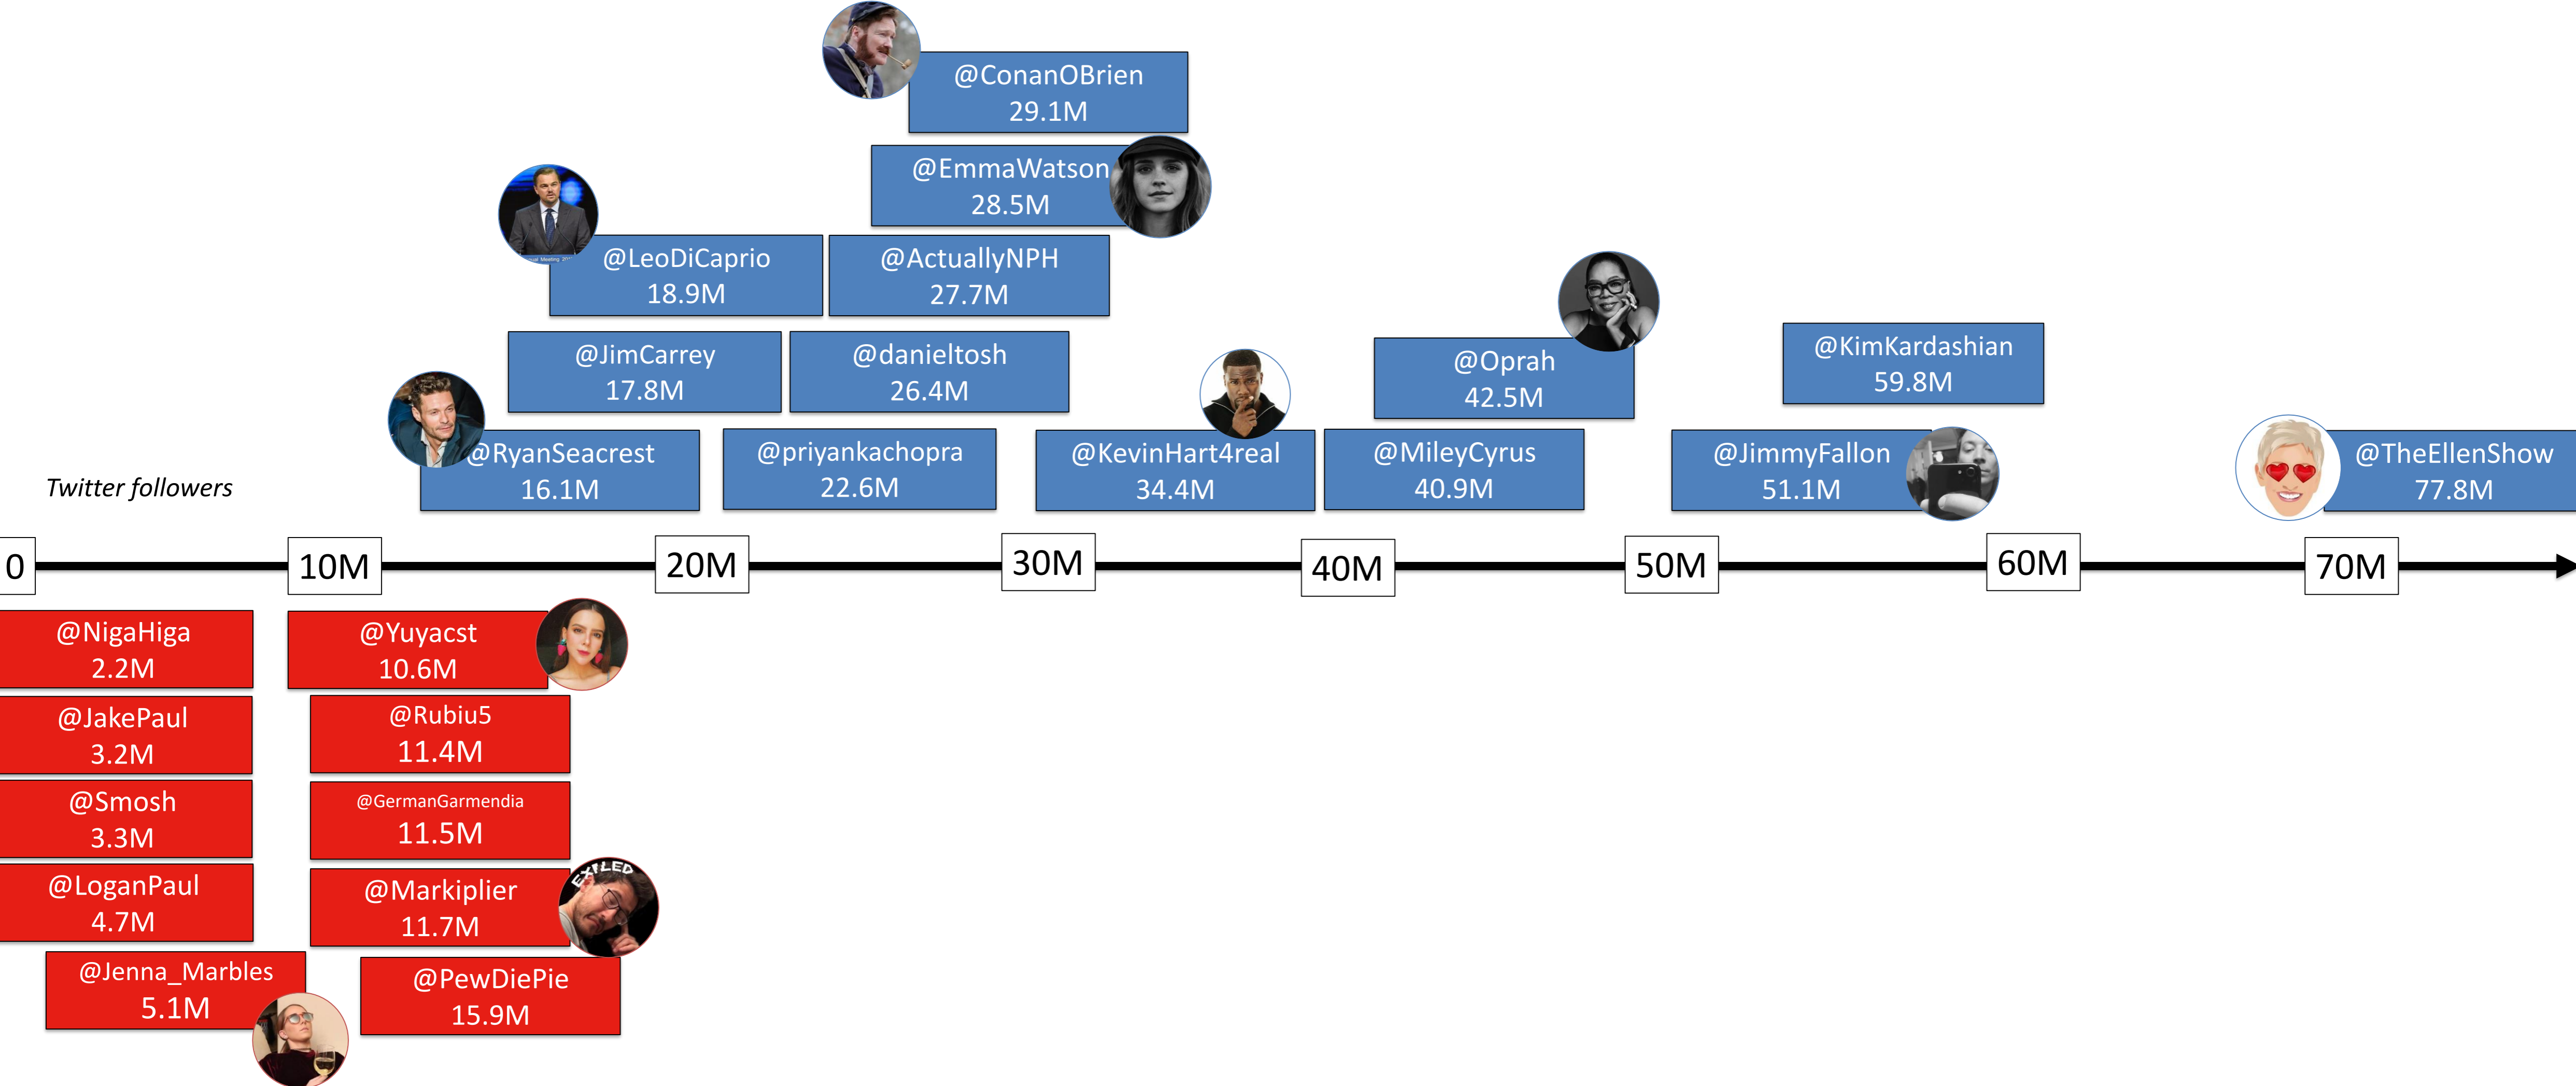 @ConanOBrien
29.1M
@EmmaWatson
28.5M
@LeoDiCaprio
18.9M
@ActuallyNPH
27.7M
@JimCarrey
17.8M
@danieltosh
26.4M
@Oprah
42.5M
@KimKardashian
59.8M
@RyanSeacrest
16.1M
@priyankachopra
22.6M
@KevinHart4real
34.4M
@MileyCyrus
40.9M
@JimmyFallon
51.1M
@TheEllenShow
77.8M
Twitter followers
0 10M 20M 30M 40M 50M 60M 70M
@NigaHiga
2.2M
@Yuyacst
10.6M
@JakePaul
3.2M
@Rubiu5
11.4M
@Smosh
3.3M
@GermanGarmendia
11.5M
@LoganPaul
4.7M
@Markiplier
11.7M
EXILED
@Jenna_Marbles
5.1M
@PewDiePie
15.9M